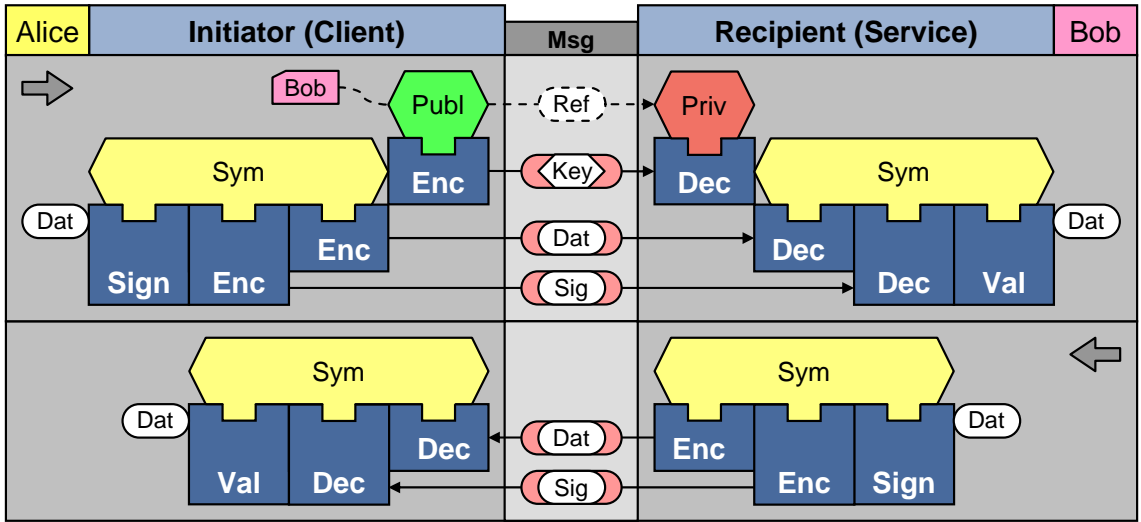 Alice Initiator (Client) Msg Recipient (Service) Bob
Bob Publ Ref Priv
Sym Enc Key Dec Sym
Dat Enc Dat Dec Dat
Sign Enc Sig Dec Val
Sym Sym
Dat Dec Dat Enc Dat
Val Dec Sig Enc Sign